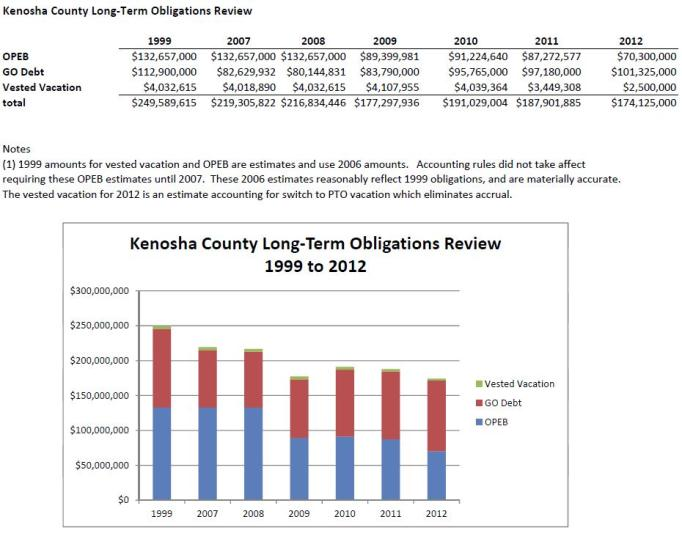 Kenosha County Long-Term Obligations Review
1999 2007 2008 2009 2010 2011 2012
OPEB $132,657,000 $132,657,000 $132,657,000 $89,399,981 $91,224,640 $87,272,577 $70,300,000
GO Debt $112,900,000 $82,629,932 $80,144,831 $83,790,000 $95,765,000 $97,180,000 $101,325,000
Vested Vacation $4,032,615 $4,018,890 $4,032,615 $4,107,955 $4,039,364 $3,449,308 $2,500,000
total $249,589,615 $219,305,822 $216,834,446 $177,297,936 $191,029,004 $187,901,885 $174,125,000
Notes
(1) 1999 amounts for vested vacation and OPEB are estimates and use 2006 amounts. Accounting rules did not take affect
requiring these OPEB estimates until 2007. These 2006 estimates reasonably reflect 1999 obligations, and are materially accurate.
The vested vacation for 2012 is an estimate accounting for switch to PTO vacation which eliminates accrual.
Kenosha County Long-Term Obligations Review
1999 to 2012
$300,000,000
$250,000,000
$200,000,000
$150,000,000
$100,000,000
$50,000,000
$0
1999 2007 2008 2009 2010 2011 2012
Vested Vacation
GO Debt
OPEB